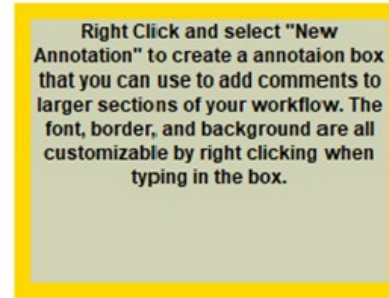 Right Click and select "New
Annotation" to create a annotaion box
that you can use to add comments to
larger sections of your workflow. The
font, border, and background are all
customizable by right clicking when
typing in the box.